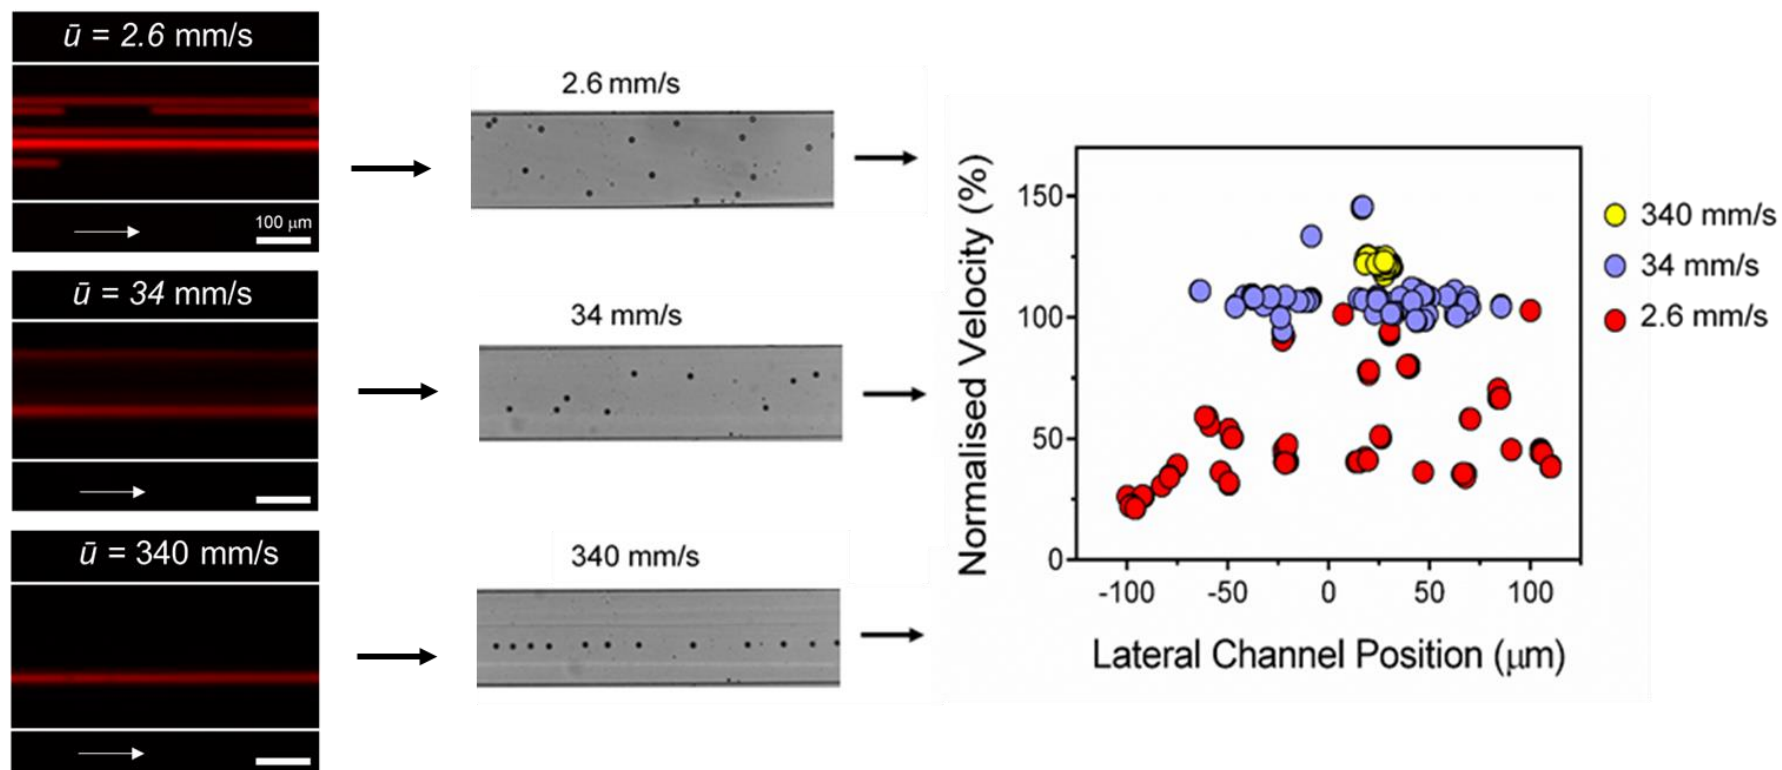 ū = 2.6 mm/s
100 μm
ū = 34 mm/s
ū = 340 mm/s
2.6 mm/s
34 mm/s
340 mm/s
Normalised Velocity (%)
150
100
50
0
-100
-50
0
50
100
Lateral Channel Position (μm)
340 mm/s
34 mm/s
2.6 mm/s